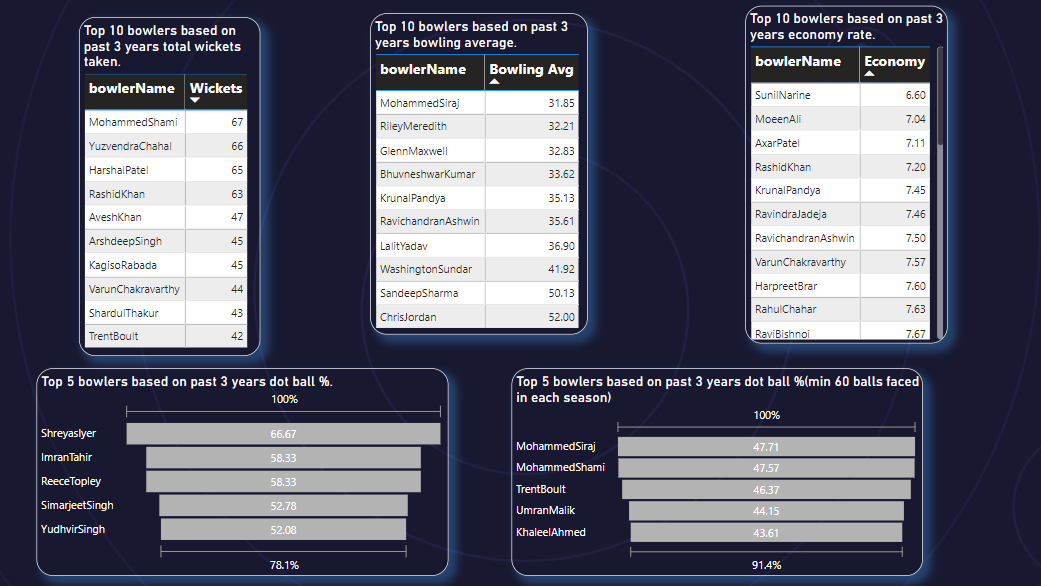 Top 10 bowlers based on
past 3 years total wickets
taken.
bowlerName Wickets
MohammedShami 67
YuzvendraChahal 66
HarshalPatel 65
RashidKhan 63
AveshKhan 47
ArshdeepSingh 45
KagisoRabada 45
VarunChakravarthy 44
ShardulThakur 43
TrentBoult 42
Top 10 bowlers based on past 3
years bowling average.
bowlerName Bowling Avg
MohammedSiraj 31.85
RileyMeredith 32.21
GlennMaxwell 32.83
BhuvneshwarKumar 33.62
KrunalPandya 35.13
RavichandranAshwin 35.61
LalitYadav 36.90
WashingtonSundar 41.92
SandeepSharma 50.13
ChrisJordan 52.00
Top 10 bowlers based on past 3
years economy rate.
bowlerName Economy
SunilNarine 6.60
MoeenAli 7.04
AxarPatel 7.11
RashidKhan 7.20
KrunalPandya 7.45
RavindraJadeja 7.46
RavichandranAshwin 7.50
VarunChakravarthy 7.57
HarpreetBrar 7.60
RahulChahar 7.63
RaviBishnoi 7.67
Top 5 bowlers based on past 3 years dot ball %.
100%
ShreyasIyer 66.67
ImranTahir 58.33
ReeceTopley 58.33
SimarjeetSingh 52.78
YudhvirSingh 52.08
78.1%
Top 5 bowlers based on past 3 years dot ball %(min 60 balls faced
in each season)
100%
MohammedSiraj 47.71
MohammedShami 47.57
TrentBoult 46.37
UmranMalik 44.15
KhaleelAhmed 43.61
91.4%